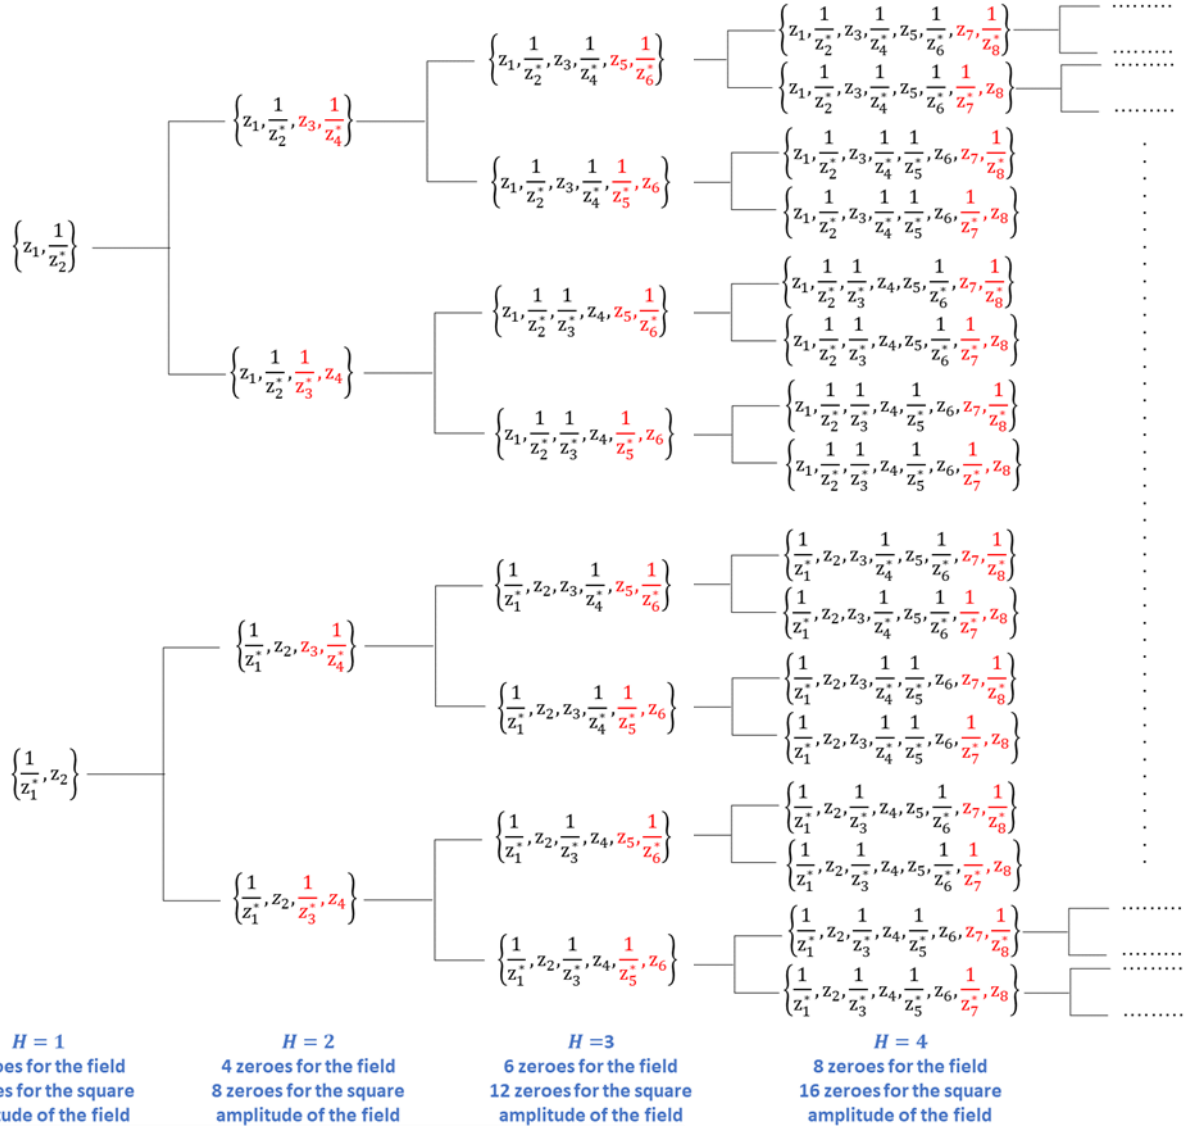 {z₁, 1/z₂*}
{1/z₁*, z₂}
{z₁, 1/z₂*, z₃, 1/z₄*}
{z₁, 1/z₂*, 1/z₃*, z₄}
{1/z₁*, z₂, z₃, 1/z₄*}
{1/z₁*, z₂, 1/z₃*, z₄}
{z₁, 1/z₂*, z₃, 1/z₄*, z₅, 1/z₆*}
{z₁, 1/z₂*, z₃, 1/z₄*, 1/z₅*, z₆}
{z₁, 1/z₂*, 1/z₃*, z₄, z₅, 1/z₆*}
{z₁, 1/z₂*, 1/z₃*, z₄, 1/z₅*, z₆}
{1/z₁*, z₂, z₃, 1/z₄*, z₅, 1/z₆*}
{1/z₁*, z₂, z₃, 1/z₄*, 1/z₅*, z₆}
{1/z₁*, z₂, 1/z₃*, z₄, z₅, 1/z₆*}
{1/z₁*, z₂, 1/z₃*, z₄, 1/z₅*, z₆}
{z₁, 1/z₂*, z₃, 1/z₄*, z₅, 1/z₆*, z₇, 1/z₈*}
{z₁, 1/z₂*, z₃, 1/z₄*, z₅, 1/z₆*, 1/z₇*, z₈}
{z₁, 1/z₂*, z₃, 1/z₄*, 1/z₅*, z₆, z₇, 1/z₈*}
{z₁, 1/z₂*, z₃, 1/z₄*, 1/z₅*, z₆, 1/z₇*, z₈}
{z₁, 1/z₂*, 1/z₃*, z₄, z₅, 1/z₆*, z₇, 1/z₈*}
{z₁, 1/z₂*, 1/z₃*, z₄, z₅, 1/z₆*, 1/z₇*, z₈}
{z₁, 1/z₂*, 1/z₃*, z₄, 1/z₅*, z₆, z₇, 1/z₈*}
{z₁, 1/z₂*, 1/z₃*, z₄, 1/z₅*, z₆, 1/z₇*, z₈}
{1/z₁*, z₂, z₃, 1/z₄*, z₅, 1/z₆*, z₇, 1/z₈*}
{1/z₁*, z₂, z₃, 1/z₄*, z₅, 1/z₆*, 1/z₇*, z₈}
{1/z₁*, z₂, z₃, 1/z₄*, 1/z₅*, z₆, z₇, 1/z₈*}
{1/z₁*, z₂, z₃, 1/z₄*, 1/z₅*, z₆, 1/z₇*, z₈}
{1/z₁*, z₂, 1/z₃*, z₄, z₅, 1/z₆*, z₇, 1/z₈*}
{1/z₁*, z₂, 1/z₃*, z₄, z₅, 1/z₆*, 1/z₇*, z₈}
{1/z₁*, z₂, 1/z₃*, z₄, 1/z₅*, z₆, z₇, 1/z₈*}
{1/z₁*, z₂, 1/z₃*, z₄, 1/z₅*, z₆, 1/z₇*, z₈}
H = 1
oes for the field
es for the square
tude of the field
H = 2
4 zeroes for the field
8 zeroes for the square
amplitude of the field
H =3
6 zeroes for the field
12 zeroes for the square
amplitude of the field
H = 4
8 zeroes for the field
16 zeroes for the square
amplitude of the field